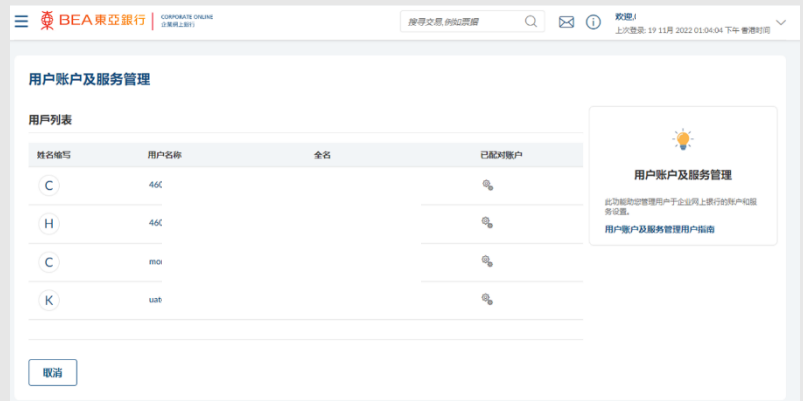 BEA東亞銀行 CORPORATE ONLINE
企業網上銀行
搜寻交易,例如票據
欢迎,
上次登录: 19 11月 2022 01:04:04 下午 香港时间
用户账户及服务管理
用戶列表
姓名缩写 用户名称 全名 已配对账户
C 460
H 460
C mo
K uat
取消
用户账户及服务管理
此功能助您管理用户于企业网上银行的账户和服
务设置。
用户账户及服务管理用户指南